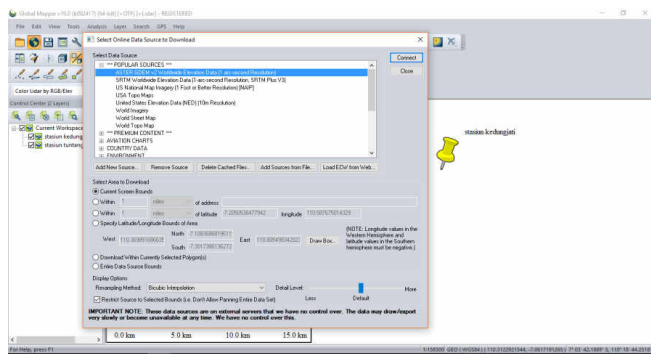 File Edit View Tools Analysis Layer Search GPS Help
Select Online Data Source to Download
Select Data Source
*** POPULAR SOURCES ***
ASTER GDEM v2 Worldwide Elevation Data (1 arc-second Resolution)
SRTM Worldwide Elevation Data (1-arc-second Resolution, SRTM Plus V3)
US National Map Imagery (1 Foot or Better Resolution) (NAIP)
USA Topo Maps
United States Elevation Data (NED) (10m Resolution)
World Imagery
World Street Map
World Topo Map
*** PREMIUM CONTENT ***
AVIATION CHARTS
COUNTRY DATA
ENVIRONMENT
Connect
Close
Color Lidar by RGB/Elev
Control Center (2 Layers)
Current Workspace
stasiun kedung
stasiun tuntang
stasiun kedungjati
Add New Source...
Remove Source
Delete Cached Files...
Add Sources from File...
Load ECW from Web...
Select Area to Download
Current Screen Bounds
Within 1 miles of address
Within 1 miles of latitude longitude
Specify Latitude/Longitude Bounds of Area
North
West
East
South
Draw Box...
(NOTE: Longitude values in the
Western Hemisphere and
latitude values in the Southern
hemisphere must be negative.)
Download Within Currently Selected Polygon(s)
Entire Data Source Bounds
Display Options
Resampling Method: Bicubic Interpolation
Detail Level:
Less Default More
Restrict Source to Selected Bounds (i.e. Don't Allow Panning Entire Data Set)
IMPORTANT NOTE: These data sources are on external servers that we have no control over. The data may draw/export
very slowly or become unavailable at any time. We have no control over this.
0.0 km 5.0 km 10.0 km 15.0 km
For Help, press F1